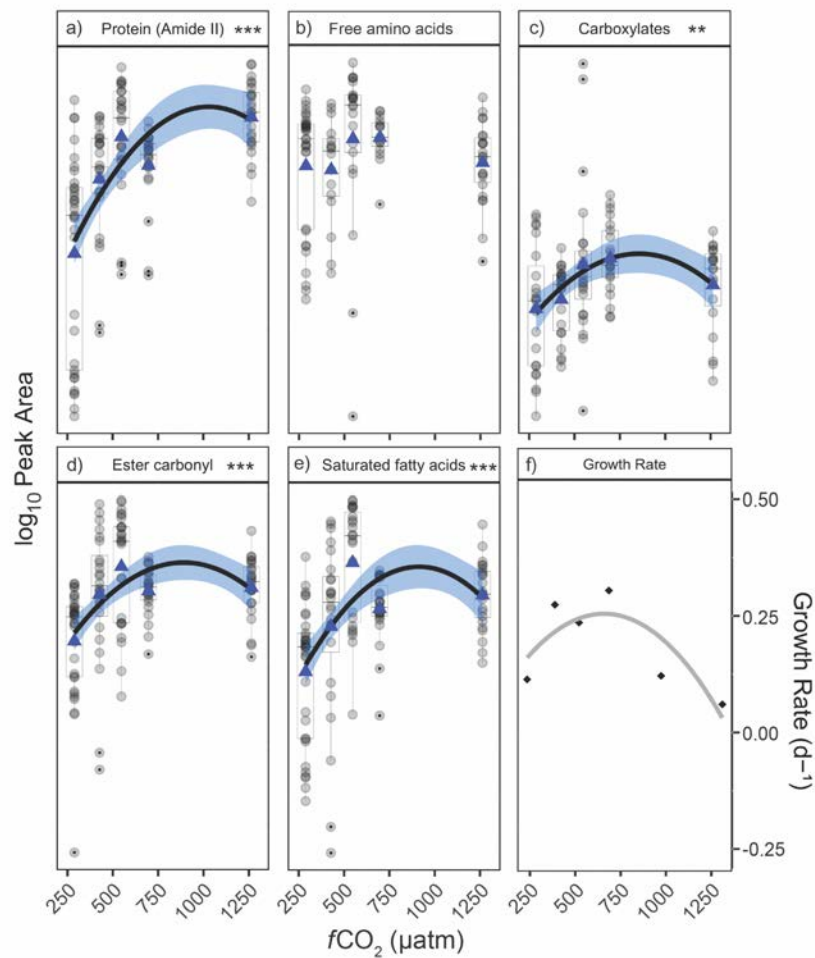 a) Protein (Amide II) ***
b) Free amino acids
c) Carboxylates **
log10 Peak Area
d) Ester carbonyl ***
e) Saturated fatty acids ***
f) Growth Rate
0.50
0.25
0.00
-0.25
Growth Rate (d–1)
250 500 750 1000 1250
250 500 750 1000 1250
250 500 750 1000 1250
fCO2 (µatm)